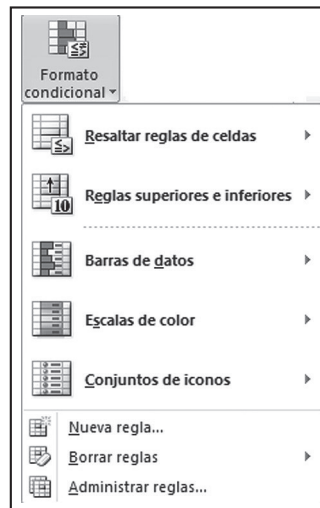 Formato
condicional
Resaltar reglas de celdas
Reglas superiores e inferiores
10
Barras de datos
Escalas de color
Conjuntos de iconos
Nueva regla...
Borrar reglas
Administrar reglas...